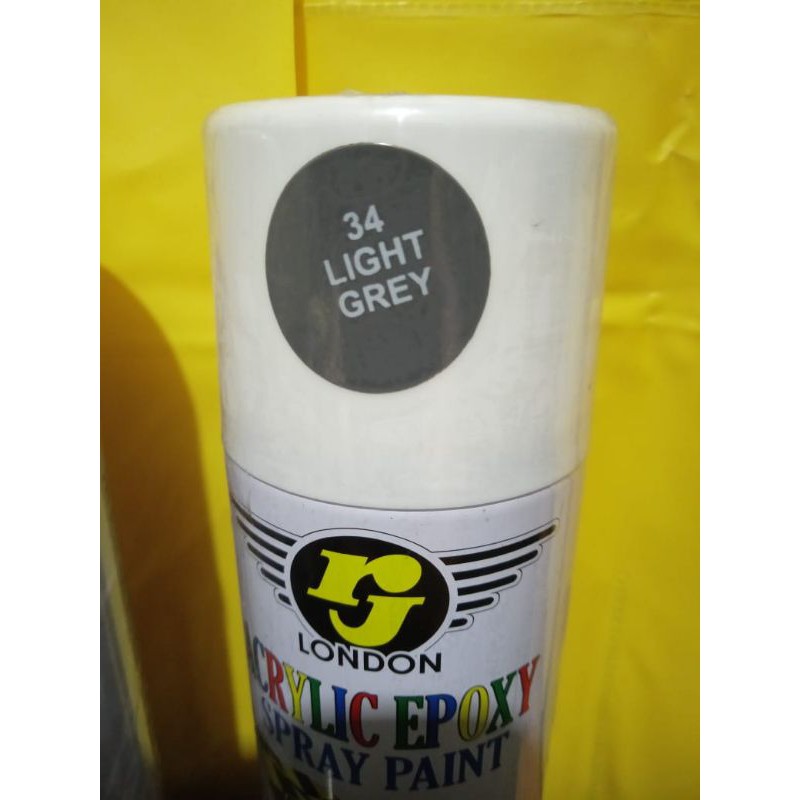 34
LIGHT
GREY
rj
LONDON
ACRYLIC EPOXY
SPRAY PAINT